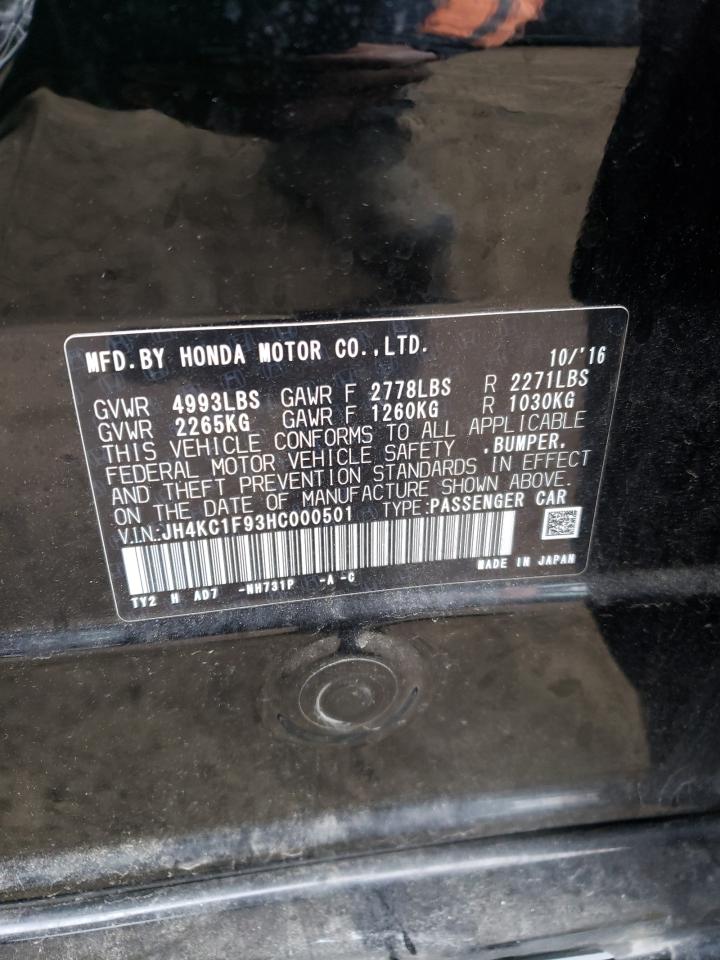 MFD.BY HONDA MOTOR CO.,LTD. 10/'16
GVWR 4993LBS GAWR F 2778LBS R 2271LBS
GVWR 2265KG GAWR F 1260KG R 1030KG
THIS VEHICLE CONFORMS TO ALL APPLICABLE
FEDERAL MOTOR VEHICLE SAFETY ,BUMPER,
AND THEFT PREVENTION STANDARDS IN EFFECT
ON THE DATE OF MANUFACTURE SHOWN ABOVE.
V.I.N:JH4KC1F93HC000501 TYPE:PASSENGER CAR
MADE IN JAPAN
TY2 H AD7 -NH731P -A -C